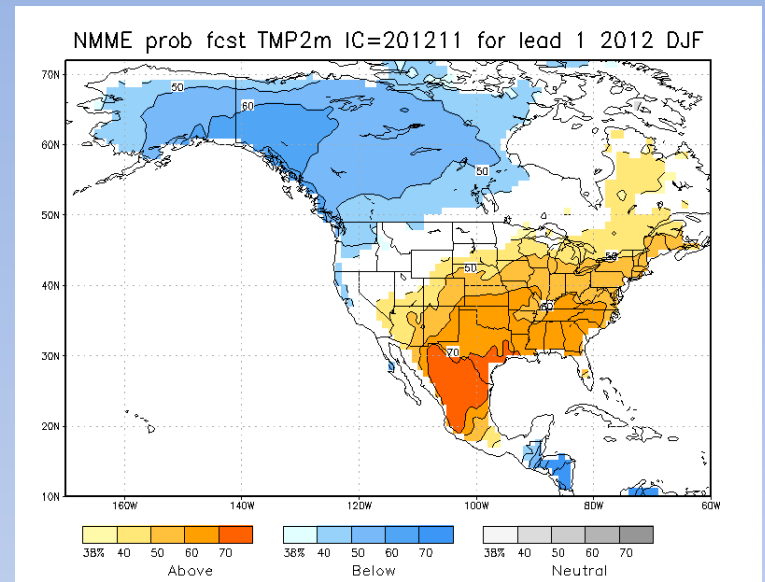 NMME prob fcst TMP2m IC=201211 for lead 1 2012 DJF
70N
50
60
60N
50
50N
50
50
40N
60
70
30N
20N
10N
160W 140W 120W 100W 80W 60W
38% 40 50 60 70 38% 40 50 60 70 38% 40 50 60 70
Above Below Neutral